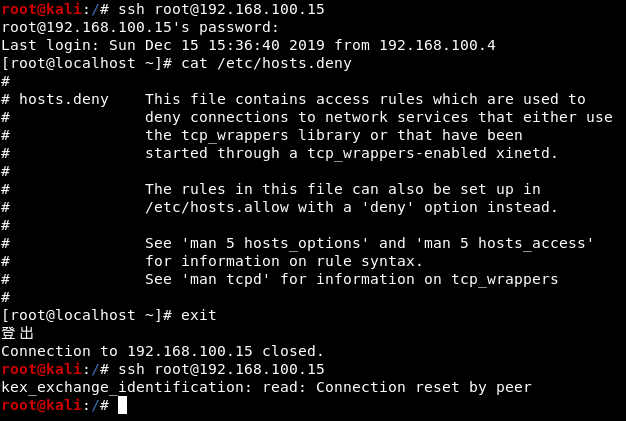 root@kali:/# ssh root@192.168.100.15
root@192.168.100.15's password:
Last login: Sun Dec 15 15:36:40 2019 from 192.168.100.4
[root@localhost ~]# cat /etc/hosts.deny
#
# hosts.deny    This file contains access rules which are used to
#               deny connections to network services that either use
#               the tcp_wrappers library or that have been
#               started through a tcp_wrappers-enabled xinetd.
#
#               The rules in this file can also be set up in
#               /etc/hosts.allow with a 'deny' option instead.
#
#               See 'man 5 hosts_options' and 'man 5 hosts_access'
#               for information on rule syntax.
#               See 'man tcpd' for information on tcp_wrappers
#
[root@localhost ~]# exit
登出
Connection to 192.168.100.15 closed.
root@kali:/# ssh root@192.168.100.15
kex_exchange_identification: read: Connection reset by peer
root@kali:/#